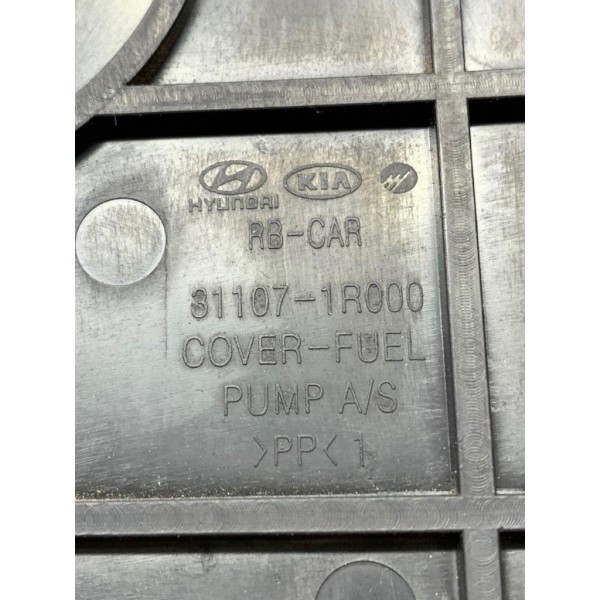 HYUNDAI KIA
RB-CAR
31107-1R000
COVER-FUEL
PUMP A/S
>PP< 1